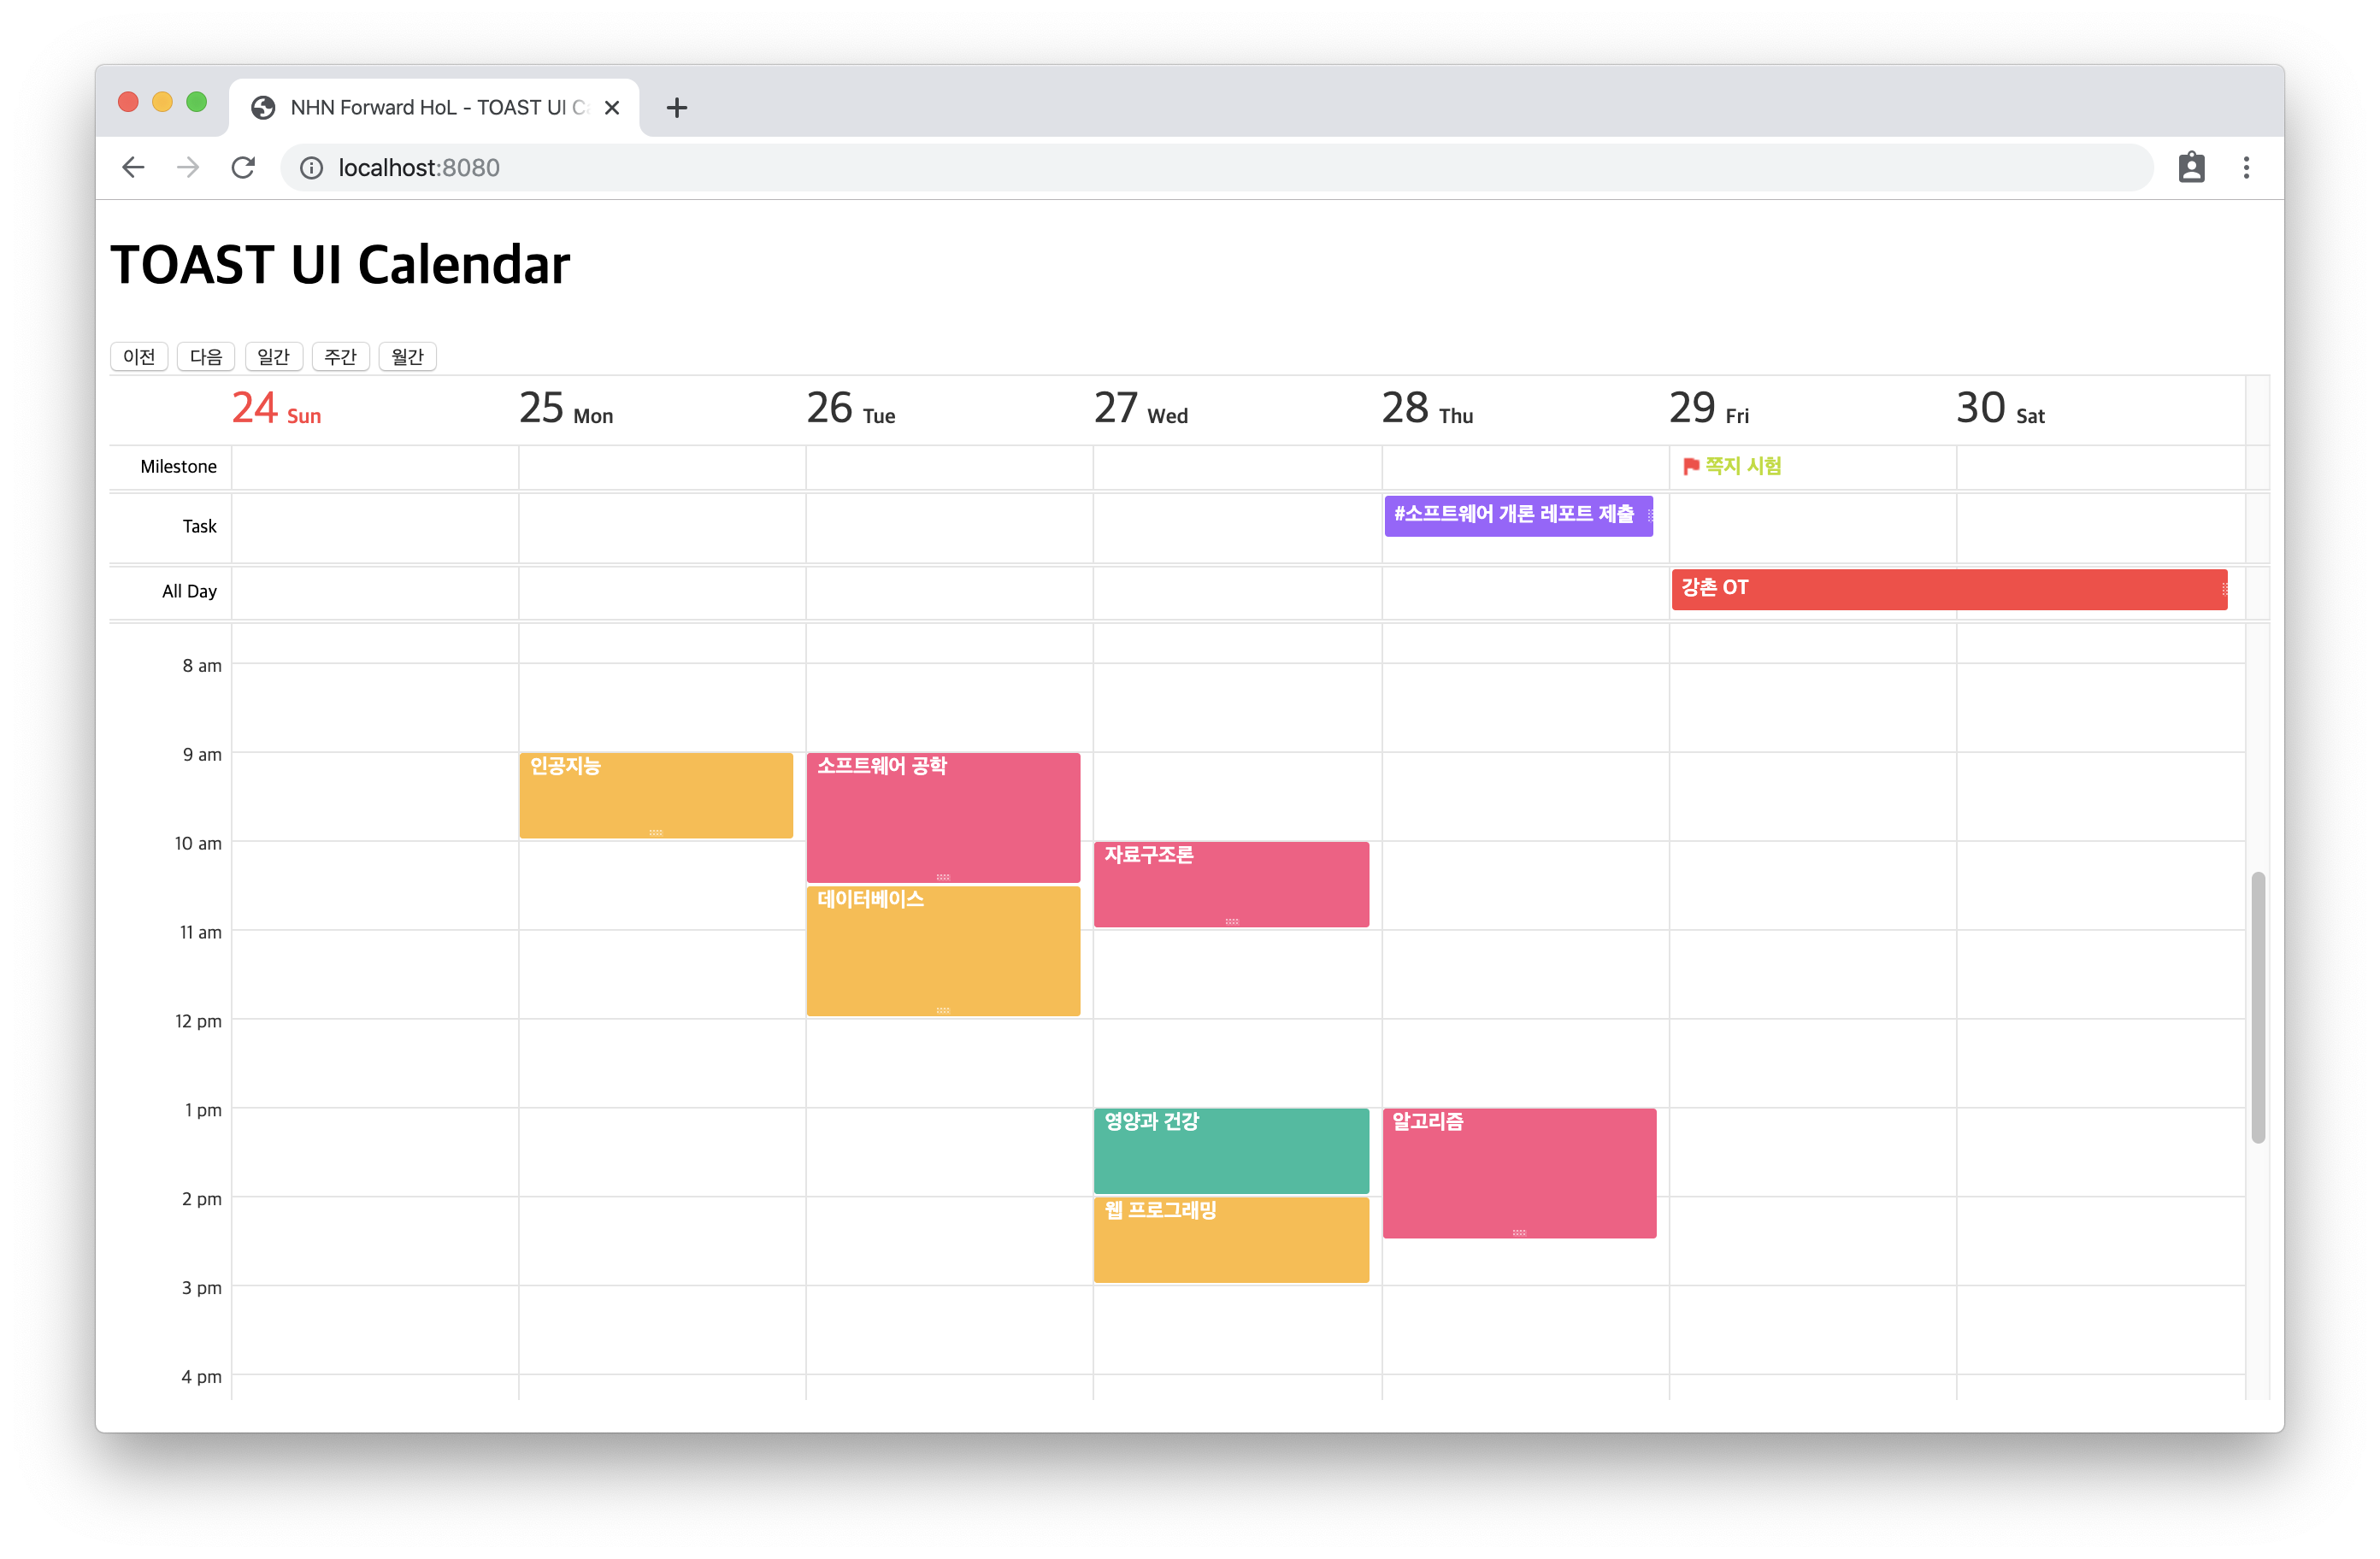 NHN Forward HoL - TOAST UI C
localhost:8080
TOAST UI Calendar
이전 다음 일간 주간 월간
24 Sun 25 Mon 26 Tue 27 Wed 28 Thu 29 Fri 30 Sat
Milestone 쪽지 시험
Task #소프트웨어 개론 레포트 제출
All Day 강촌 OT
8 am
9 am
인공지능 소프트웨어 공학
10 am
자료구조론
데이터베이스
11 am
12 pm
1 pm
영양과 건강 알고리즘
2 pm
웹 프로그래밍
3 pm
4 pm